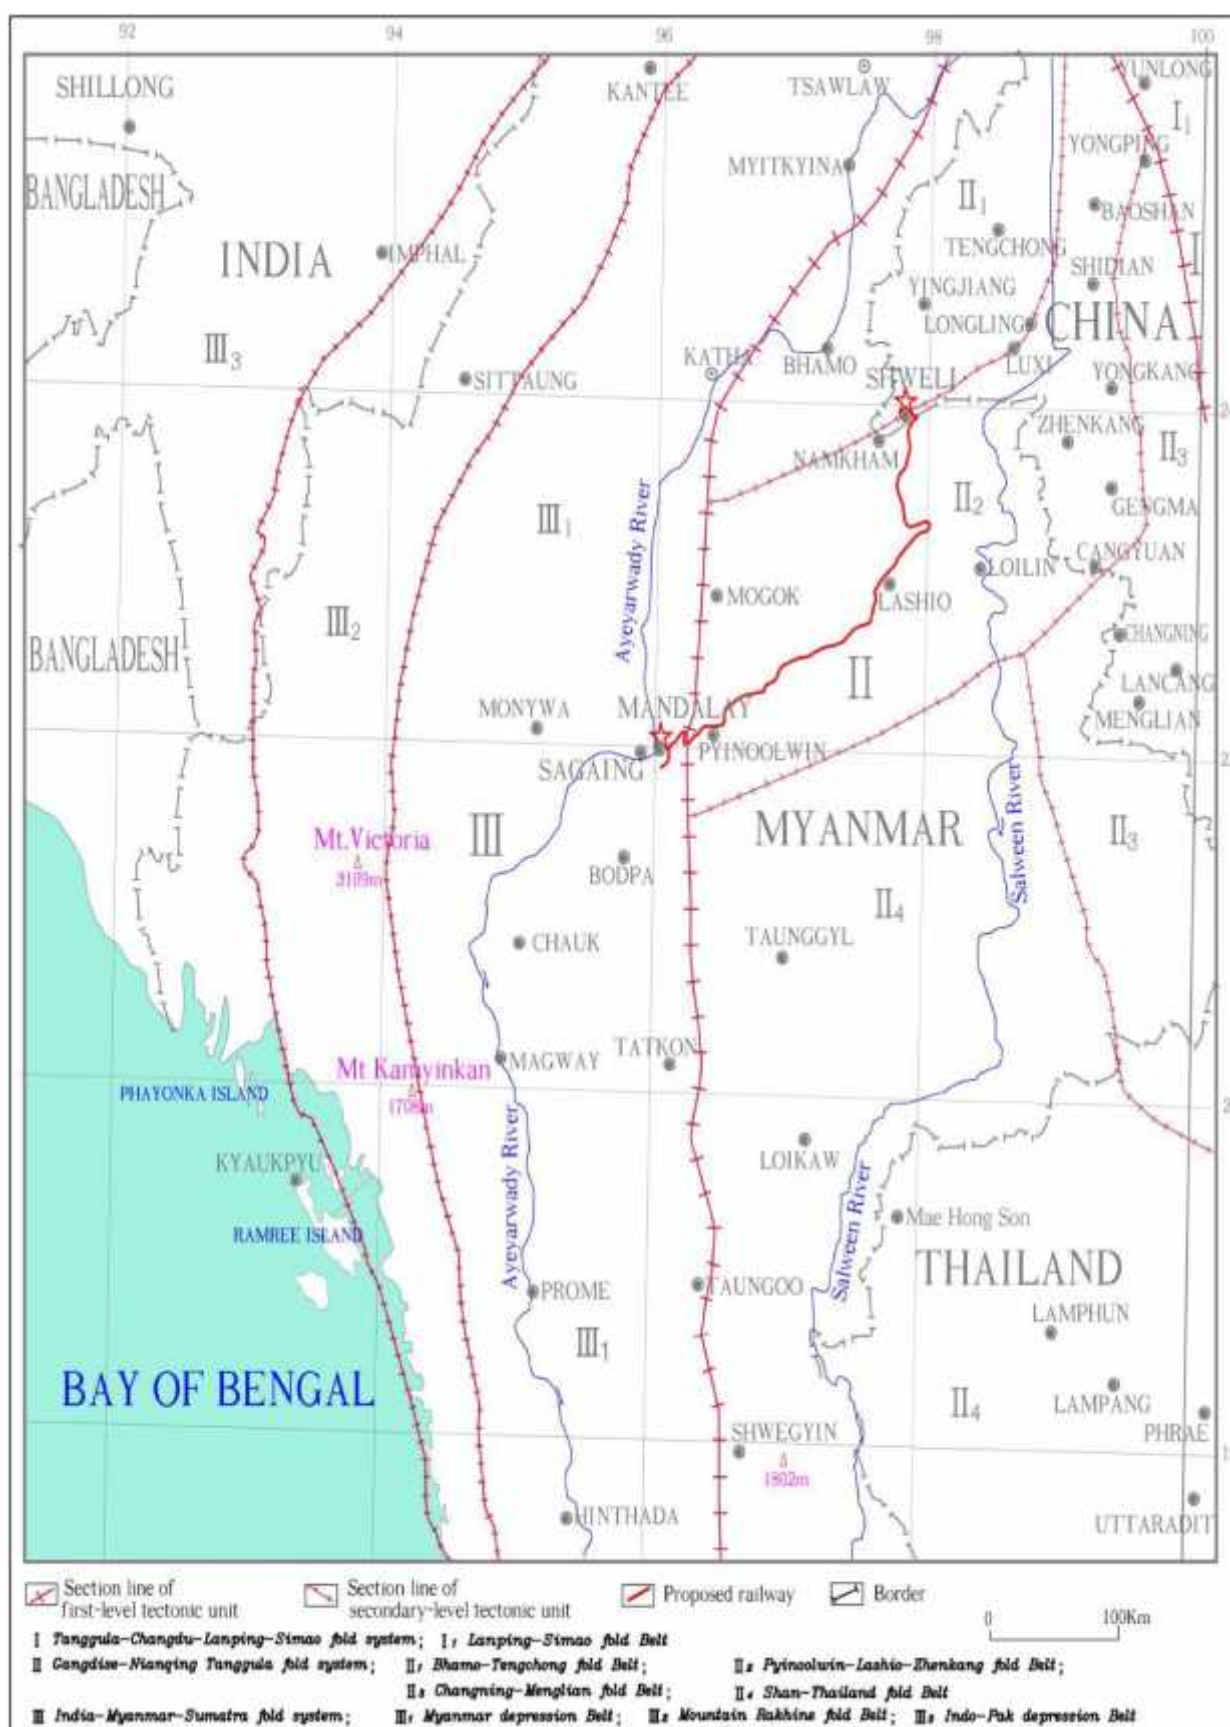 92 94 96 98 100
SHILLONG
KANTEE
TSAWLAW
YUNLONG
I1
MYITKYINA
YONGPING
BANGLADESH
II1
BAOSHAN
INDIA
IMPHAL
TENGCHONG
SHIDIAN
I
YINGJIANG
LONGLING
CHINA
III3
KATHA
BHAMO
LUXI
SITTAUNG
SHWELI
YONGKANG
2
ZHENKANG
NAMKHAM
II3
II2
GENGMA
III1
Ayeyarwady River
LOILIN
CANGYUAN
MOGOK
LASHIO
III2
CHANGNING
BANGLADESH
II
LANCANG
MENGLIAN
MONYWA
MANDALAY
PYINOOLWIN
SAGAING
2
Salween River
Mt.Victoria
3109m
III
MYANMAR
II3
BODPA
II4
CHAUK
TAUNGGYL
TATKON
MAGWAY
Mt Kamyinkan
1708m
PHAYONKA ISLAND
2
Ayeyarwady River
LOIKAW
KYAUKPYU
Salween River
Mae Hong Son
RAMREE ISLAND
THAILAND
PROME
TAUNGOO
LAMPHUN
III1
BAY OF BENGAL
II4
LAMPANG
PHRAE
SHWEGYIN
1
1802m
HINTHADA
UTTARADIT
Section line of
first-level tectonic unit
Section line of
secondary-level tectonic unit
Proposed railway
Border
0 100Km
I Tanggula-Changdu-Lanping-Simao fold system; I1 Lanping-Simao fold Belt
II Gangdise-Nianqing Tanggula fold system; II1 Bhamo-Tengchong fold Belt; II2 Pyinoolwin-Lashio-Zhenkang fold Belt;
II3 Changning-Menglian fold Belt; II4 Shan-Thailand fold Belt
III India-Myanmar-Sumatra fold system; III1 Myanmar depression Belt; III2 Mountain Rakhine fold Belt; III3 Indo-Pak depression Belt